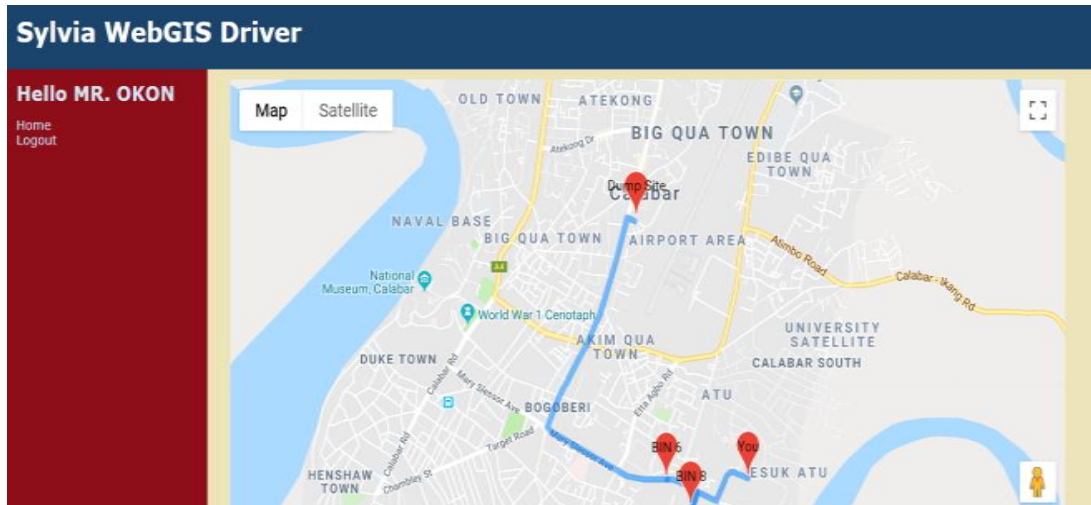 Sylvia WebGIS Driver
Hello MR. OKON
Home
Logout
Map
Satellite
OLD TOWN
ATEKONG
Atekong Dr
BIG QUA TOWN
EDIBE QUA
TOWN
Dump Site
Calabar
NAVAL BASE
BIG QUA TOWN
AIRPORT AREA
Atimbo Road
A4
National
Museum, Calabar
Calabar - Ikang Rd
World War 1 Cenotaph
AKIM QUA
TOWN
UNIVERSITY
SATELLITE
DUKE TOWN
CALABAR SOUTH
Calabar Rd
Mary Slessor Ave
Etta Agbo Rd
ATU
BOGOBERI
Target Road
Mary Slessor Ave
Calabar Rd
BIN 6
You
HENSHAW
TOWN
Chamley St
BIN 8
ESUK ATU